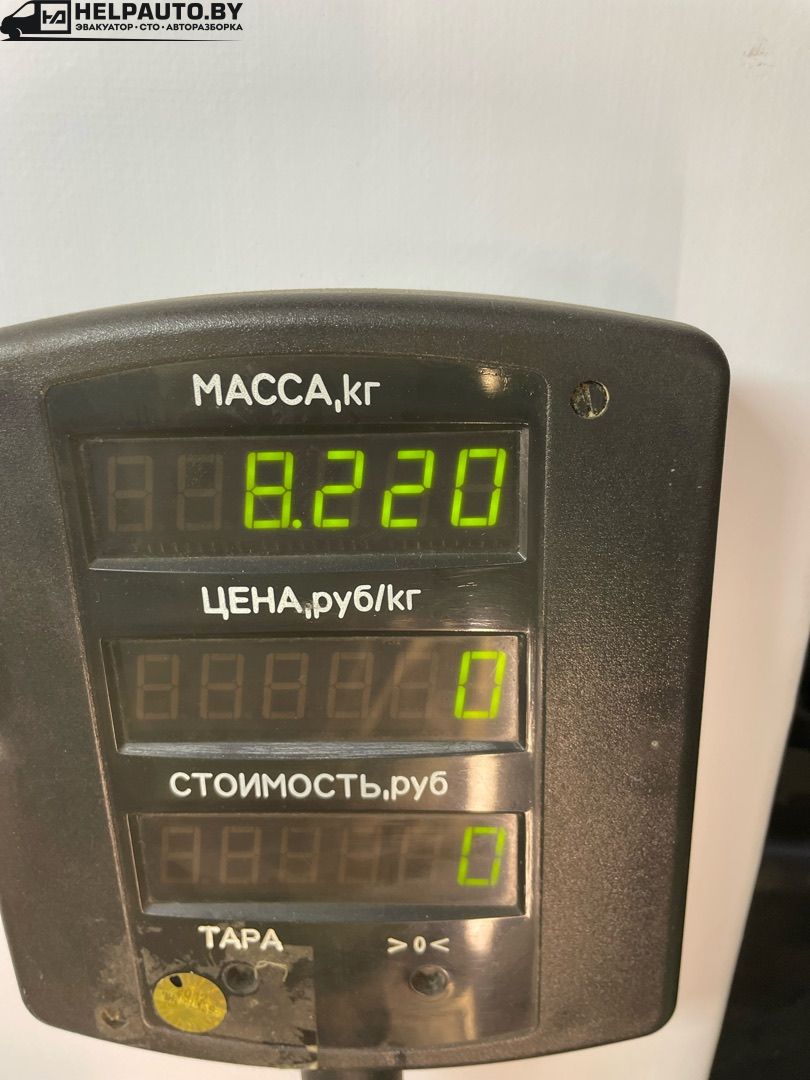 HELPAUTO.BY
ЭВАКУАТОР • СТО • АВТОРАЗБОРКА
МАССА,кг
8.220
ЦЕНА,руб/кг
0
СТОИМОСТЬ,руб
0
ТАРА >0<